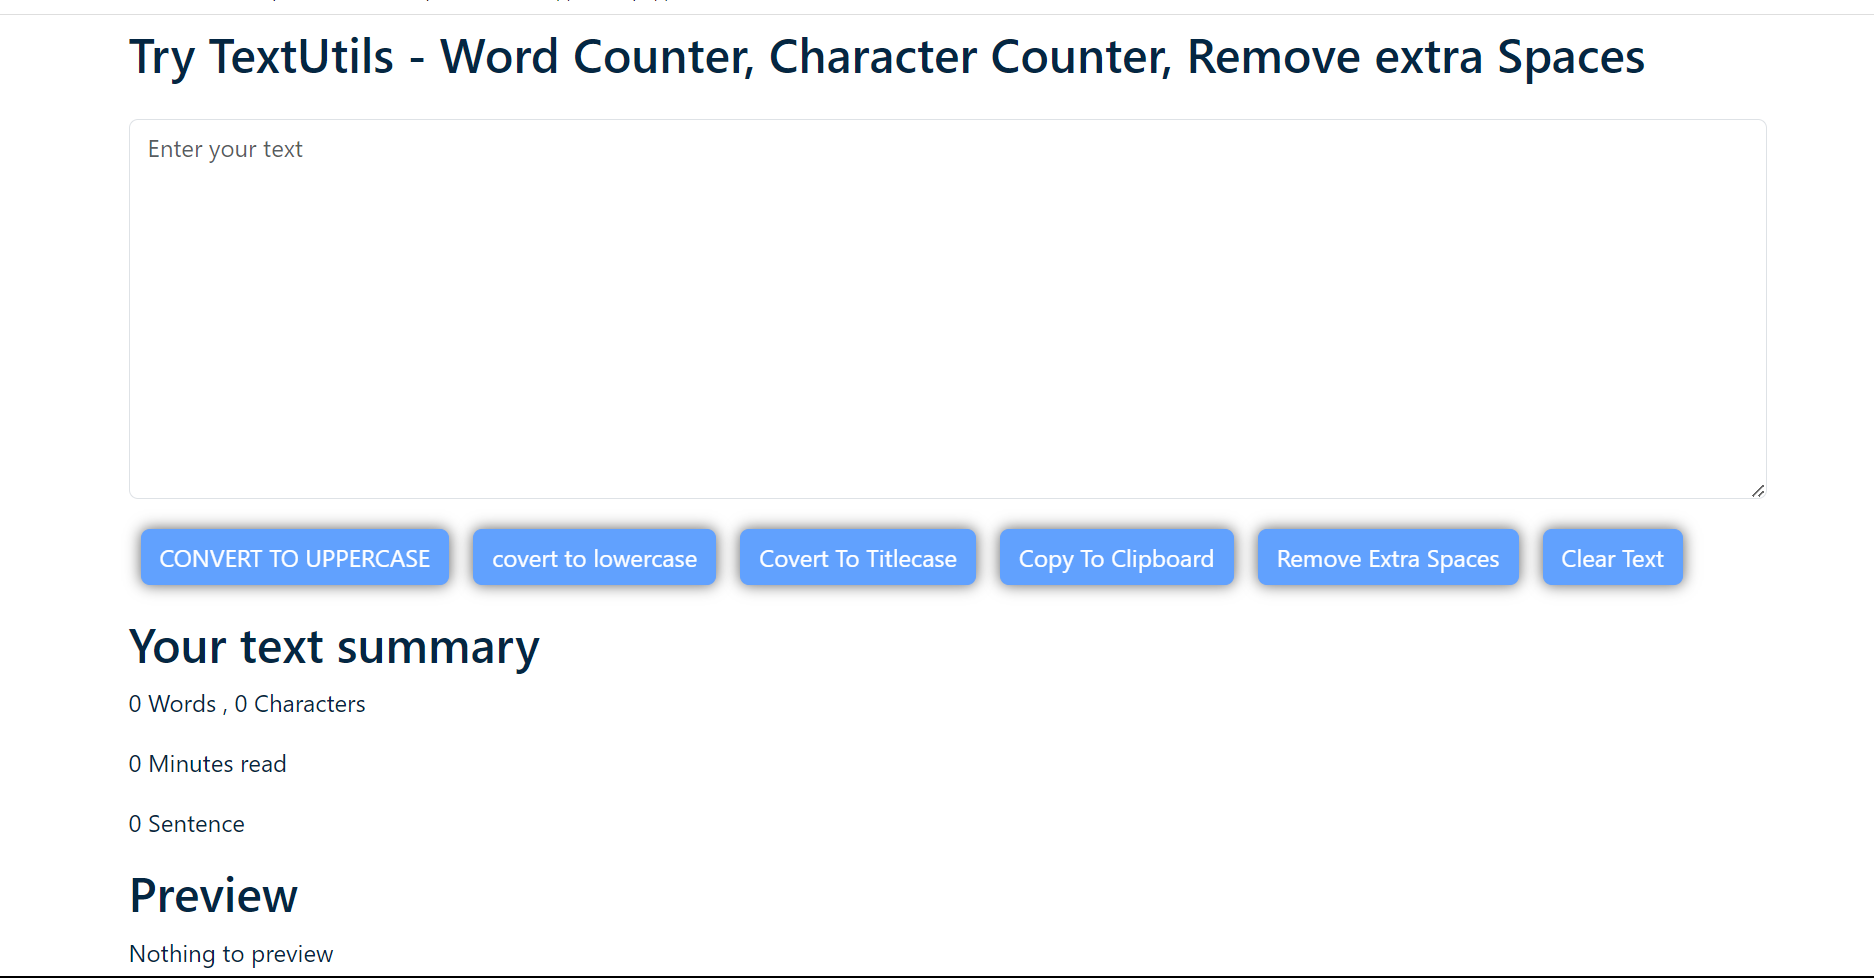 Try TextUtils - Word Counter, Character Counter, Remove extra Spaces
Enter your text
CONVERT TO UPPERCASE covert to lowercase Covert To Titlecase Copy To Clipboard Remove Extra Spaces Clear Text
Your text summary
0 Words , 0 Characters
0 Minutes read
0 Sentence
Preview
Nothing to preview